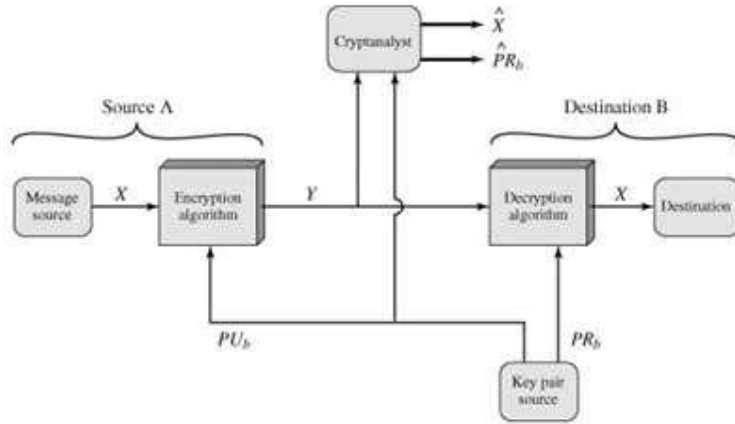 Cryptanalyst
X̂
P̂R_b
Source A
Destination B
Message
source
X
Encryption
algorithm
Y
Decryption
algorithm
X
Destination
PU_b
PR_b
Key pair
source